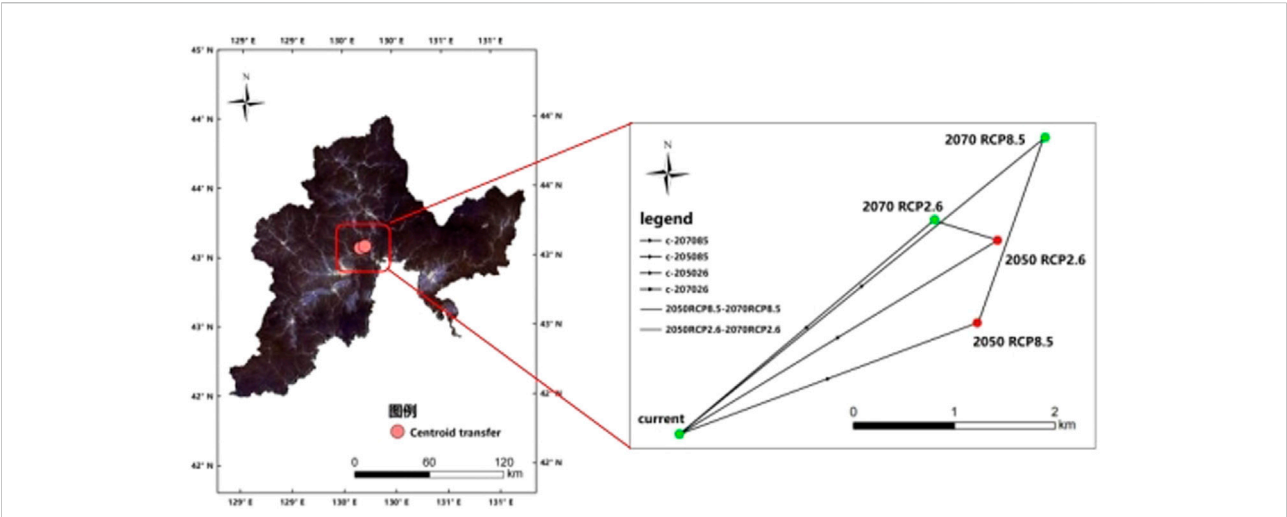 129° E 129° E 130° E 130° E 131° E 131° E
45° N
N
44° N
44° N
44° N
44° N
43° N
43° N
43° N
43° N
42° N
42° N
42° N
42° N
图例
Centroid transfer
0 60 120
km
129° E 129° E 130° E 130° E 131° E 131° E
N
2070 RCP8.5
2070 RCP2.6
2050 RCP2.6
2050 RCP8.5
current
legend
c-207085
c-205085
c-205026
c-207026
2050RCP8.5-2070RCP8.5
2050RCP2.6-2070RCP2.6
0 1 2
km